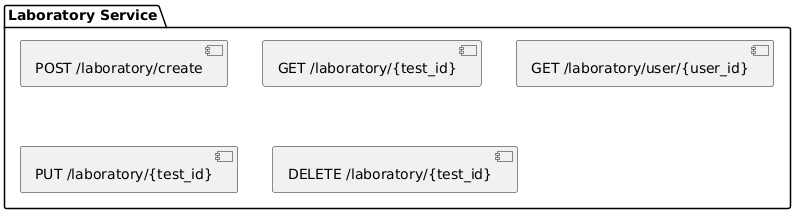 Laboratory Service
POST /laboratory/create
GET /laboratory/{test_id}
GET /laboratory/user/{user_id}
PUT /laboratory/{test_id}
DELETE /laboratory/{test_id}